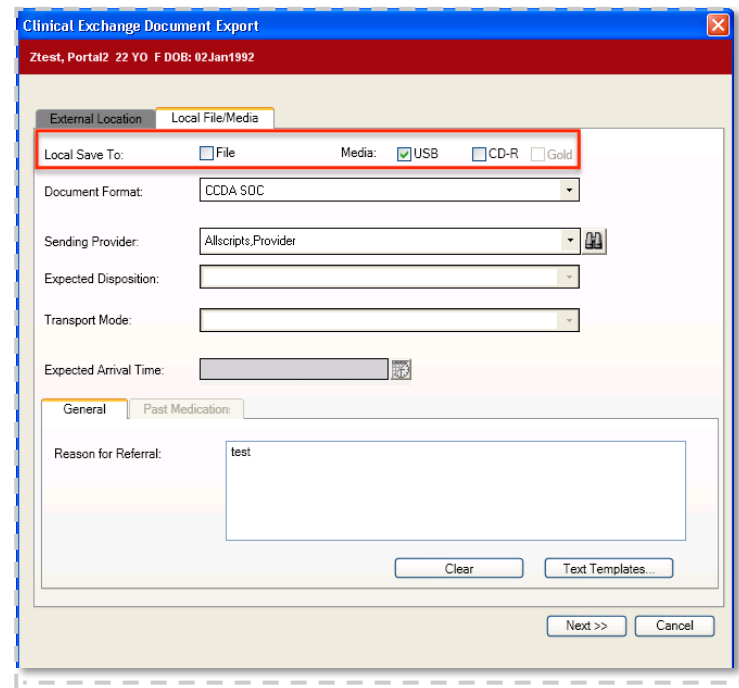 Clinical Exchange Document Export
Ztest, Portal2 22 YO F DOB: 02Jan1992
External Location Local File/Media
Local Save To: File Media: USB CD-R Gold
Document Format: CCDA SOC
Sending Provider: Allscripts,Provider
Expected Disposition:
Transport Mode:
Expected Arrival Time:
General Past Medication:
Reason for Referral: test
Clear Text Templates...
Next >> Cancel